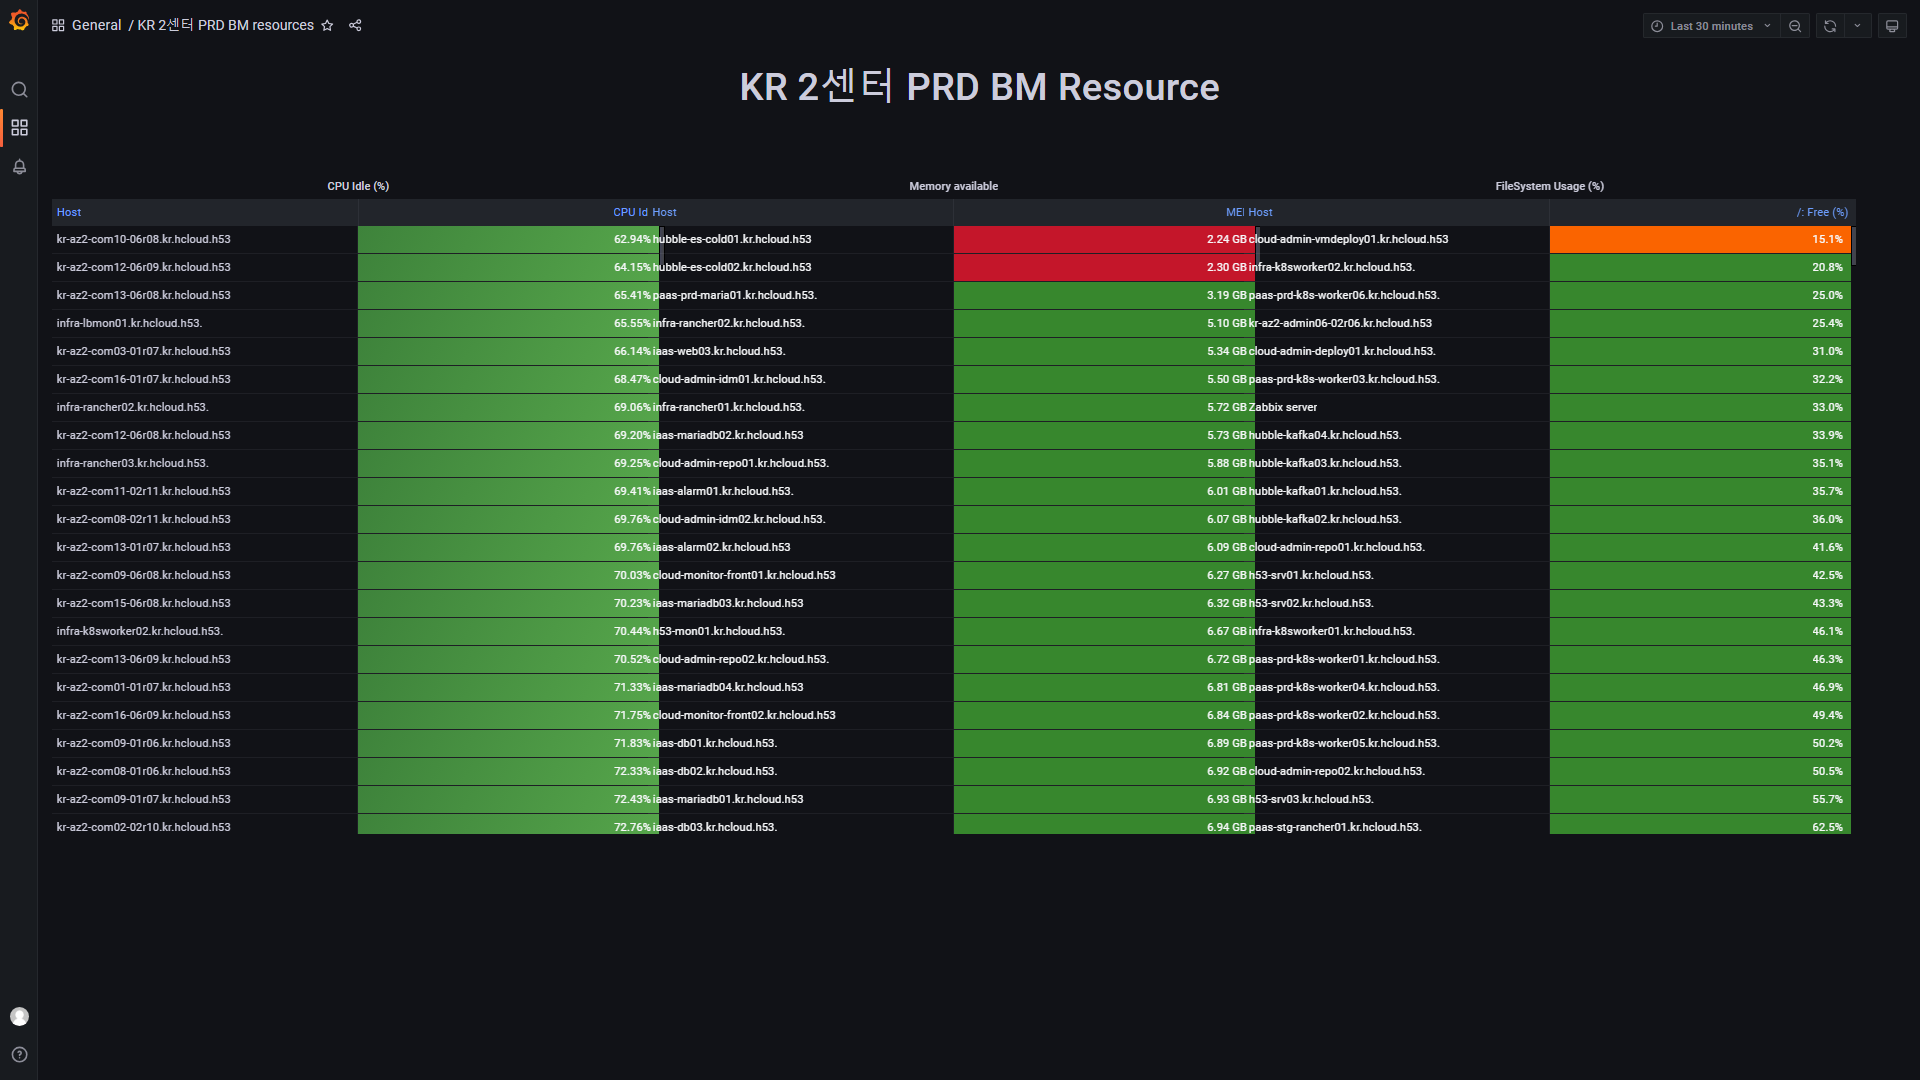 General / KR 2센터 PRD BM resources
Last 30 minutes
KR 2센터 PRD BM Resource
CPU Idle (%) Memory available FileSystem Usage (%)
Host CPU Id Host MEI Host /: Free (%)
kr-az2-com10-06r08.kr.hcloud.h53 62.94% hubble-es-cold01.kr.hcloud.h53 2.24 GB cloud-admin-vmdeploy01.kr.hcloud.h53 15.1%
kr-az2-com12-06r09.kr.hcloud.h53 64.15% hubble-es-cold02.kr.hcloud.h53 2.30 GB infra-k8sworker02.kr.hcloud.h53. 20.8%
kr-az2-com13-06r08.kr.hcloud.h53 65.41% paas-prd-maria01.kr.hcloud.h53. 3.19 GB paas-prd-k8s-worker06.kr.hcloud.h53. 25.0%
infra-lbmon01.kr.hcloud.h53. 65.55% infra-rancher02.kr.hcloud.h53. 5.10 GB kr-az2-admin06-02r06.kr.hcloud.h53 25.4%
kr-az2-com03-01r07.kr.hcloud.h53 66.14% iaas-web03.kr.hcloud.h53. 5.34 GB cloud-admin-deploy01.kr.hcloud.h53. 31.0%
kr-az2-com16-01r07.kr.hcloud.h53 68.47% cloud-admin-idm01.kr.hcloud.h53. 5.50 GB paas-prd-k8s-worker03.kr.hcloud.h53. 32.2%
infra-rancher02.kr.hcloud.h53. 69.06% infra-rancher01.kr.hcloud.h53. 5.72 GB Zabbix server 33.0%
kr-az2-com12-06r08.kr.hcloud.h53 69.20% iaas-mariadb02.kr.hcloud.h53 5.73 GB hubble-kafka04.kr.hcloud.h53. 33.9%
infra-rancher03.kr.hcloud.h53. 69.25% cloud-admin-repo01.kr.hcloud.h53. 5.88 GB hubble-kafka03.kr.hcloud.h53. 35.1%
kr-az2-com11-02r11.kr.hcloud.h53 69.41% iaas-alarm01.kr.hcloud.h53. 6.01 GB hubble-kafka01.kr.hcloud.h53. 35.7%
kr-az2-com08-02r11.kr.hcloud.h53 69.76% cloud-admin-idm02.kr.hcloud.h53. 6.07 GB hubble-kafka02.kr.hcloud.h53. 36.0%
kr-az2-com13-01r07.kr.hcloud.h53 69.76% iaas-alarm02.kr.hcloud.h53 6.09 GB cloud-admin-repo01.kr.hcloud.h53. 41.6%
kr-az2-com09-06r08.kr.hcloud.h53 70.03% cloud-monitor-front01.kr.hcloud.h53 6.27 GB h53-srv01.kr.hcloud.h53. 42.5%
kr-az2-com15-06r08.kr.hcloud.h53 70.23% iaas-mariadb03.kr.hcloud.h53 6.32 GB h53-srv02.kr.hcloud.h53. 43.3%
infra-k8sworker02.kr.hcloud.h53. 70.44% h53-mon01.kr.hcloud.h53. 6.67 GB infra-k8sworker01.kr.hcloud.h53. 46.1%
kr-az2-com13-06r09.kr.hcloud.h53 70.52% cloud-admin-repo02.kr.hcloud.h53. 6.72 GB paas-prd-k8s-worker01.kr.hcloud.h53. 46.3%
kr-az2-com01-01r07.kr.hcloud.h53 71.33% iaas-mariadb04.kr.hcloud.h53 6.81 GB paas-prd-k8s-worker04.kr.hcloud.h53. 46.9%
kr-az2-com16-06r09.kr.hcloud.h53 71.75% cloud-monitor-front02.kr.hcloud.h53 6.84 GB paas-prd-k8s-worker02.kr.hcloud.h53. 49.4%
kr-az2-com09-01r06.kr.hcloud.h53 71.83% iaas-db01.kr.hcloud.h53. 6.89 GB paas-prd-k8s-worker05.kr.hcloud.h53. 50.2%
kr-az2-com08-01r06.kr.hcloud.h53 72.33% iaas-db02.kr.hcloud.h53. 6.92 GB cloud-admin-repo02.kr.hcloud.h53. 50.5%
kr-az2-com09-01r07.kr.hcloud.h53 72.43% iaas-mariadb01.kr.hcloud.h53 6.93 GB h53-srv03.kr.hcloud.h53. 55.7%
kr-az2-com02-02r10.kr.hcloud.h53 72.76% iaas-db03.kr.hcloud.h53. 6.94 GB paas-stg-rancher01.kr.hcloud.h53. 62.5%